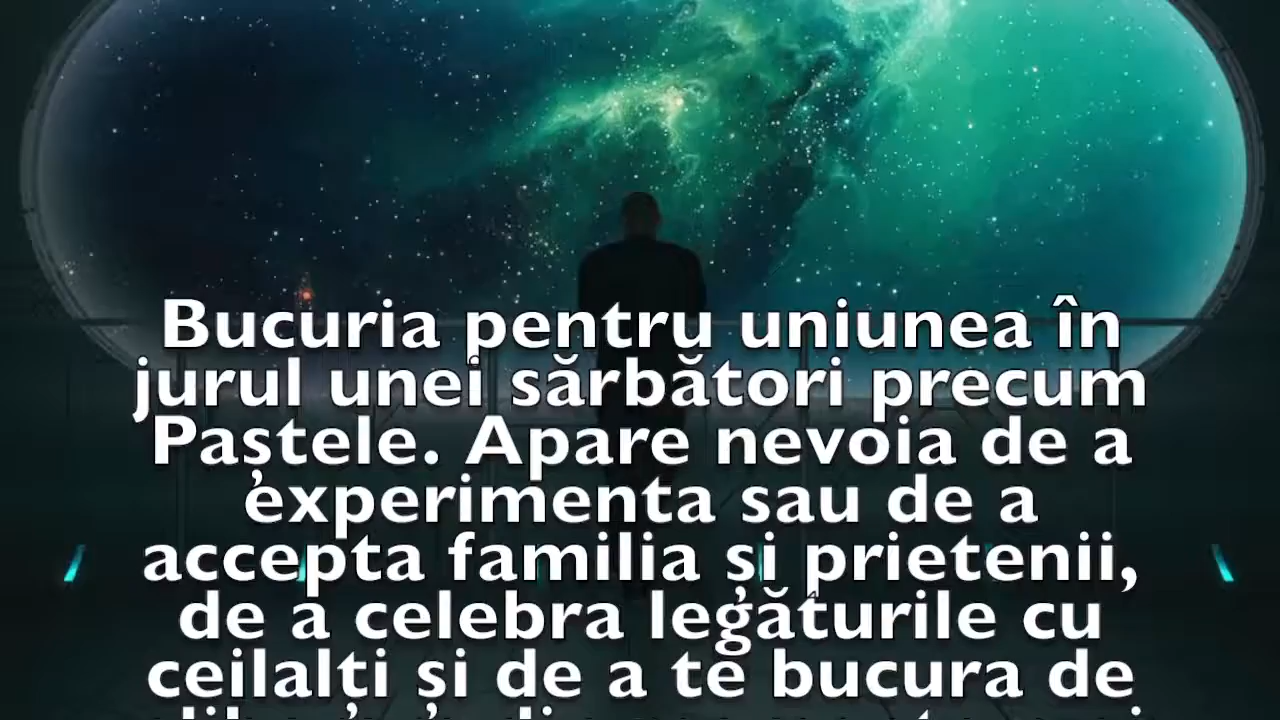 Bucuria pentru uniunea în
jurul unei sărbători precum
Paștele. Apare nevoia de a
experimenta sau de a
accepta familia și prietenii,
de a celebra legăturile cu
ceilalți și de a te bucura de